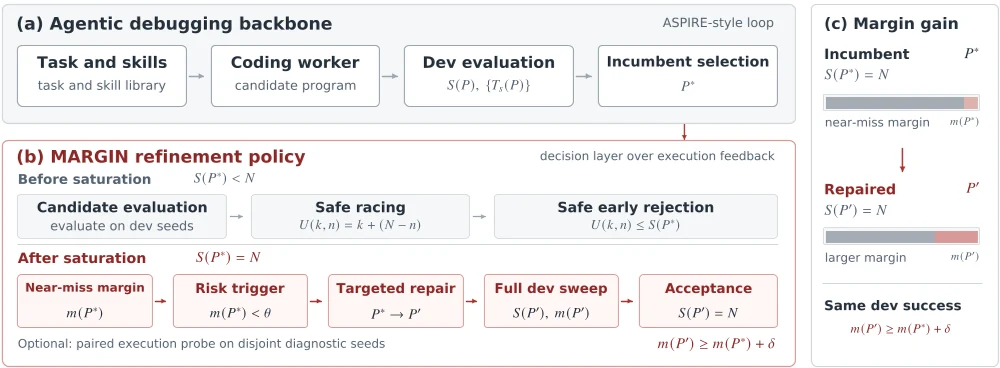 (a) Agentic debugging backbone
ASPIRE-style loop
Task and skills
task and skill library
Coding worker
candidate program
Dev evaluation
S(P), {Tₛ(P)}
Incumbent selection
P*
(b) MARGIN refinement policy
decision layer over execution feedback
Before saturation S(P*) < N
Candidate evaluation
evaluate on dev seeds
Safe racing
U(k, n) = k + (N − n)
Safe early rejection
U(k, n) ≤ S(P*)
After saturation S(P*) = N
Near-miss margin
m(P*)
Risk trigger
m(P*) < θ
Targeted repair
P* → P′
Full dev sweep
S(P′), m(P′)
Acceptance
S(P′) = N
Optional: paired execution probe on disjoint diagnostic seeds
m(P′) ≥ m(P*) + δ
(c) Margin gain
Incumbent P*
S(P*) = N
near-miss margin m(P*)
Repaired P′
S(P′) = N
larger margin m(P′)
Same dev success
m(P′) ≥ m(P*) + δ